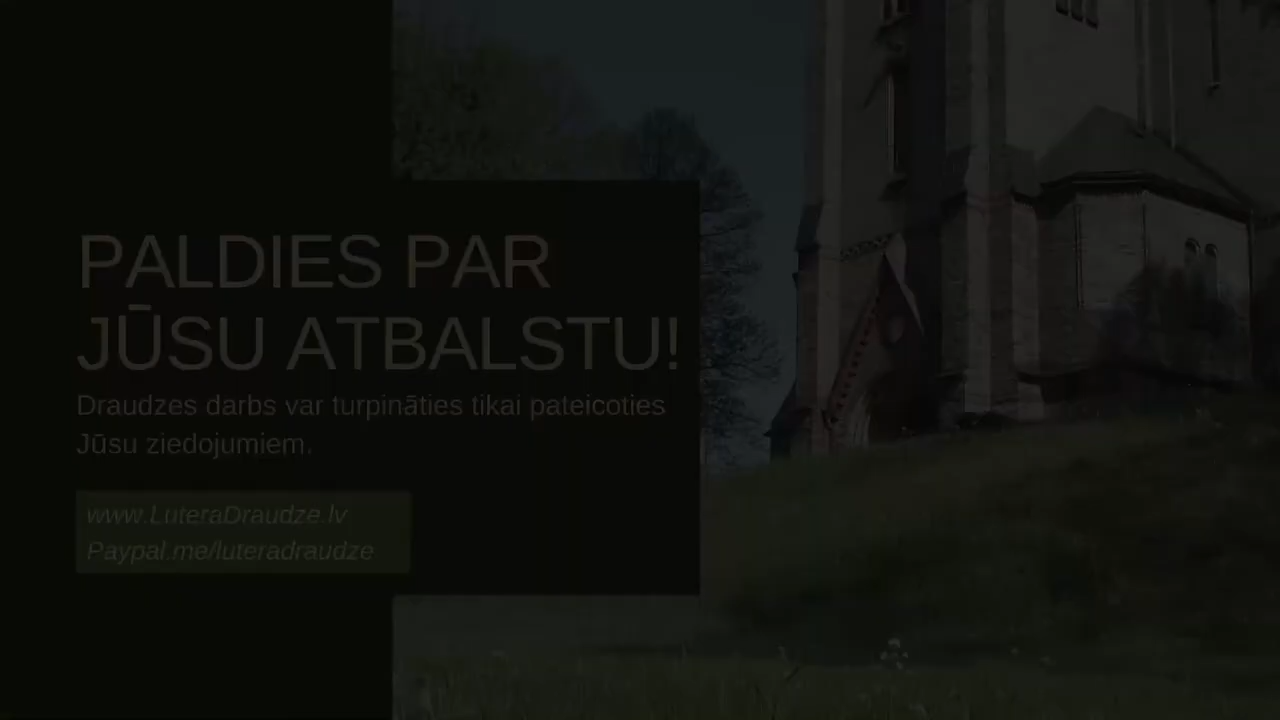 PALDIES PAR
JŪSU ATBALSTU!
Draudzes darbs var turpināties tikai pateicoties
Jūsu ziedojumiem.
www.LuteraDraudze.lv
Paypal.me/luteradraudze